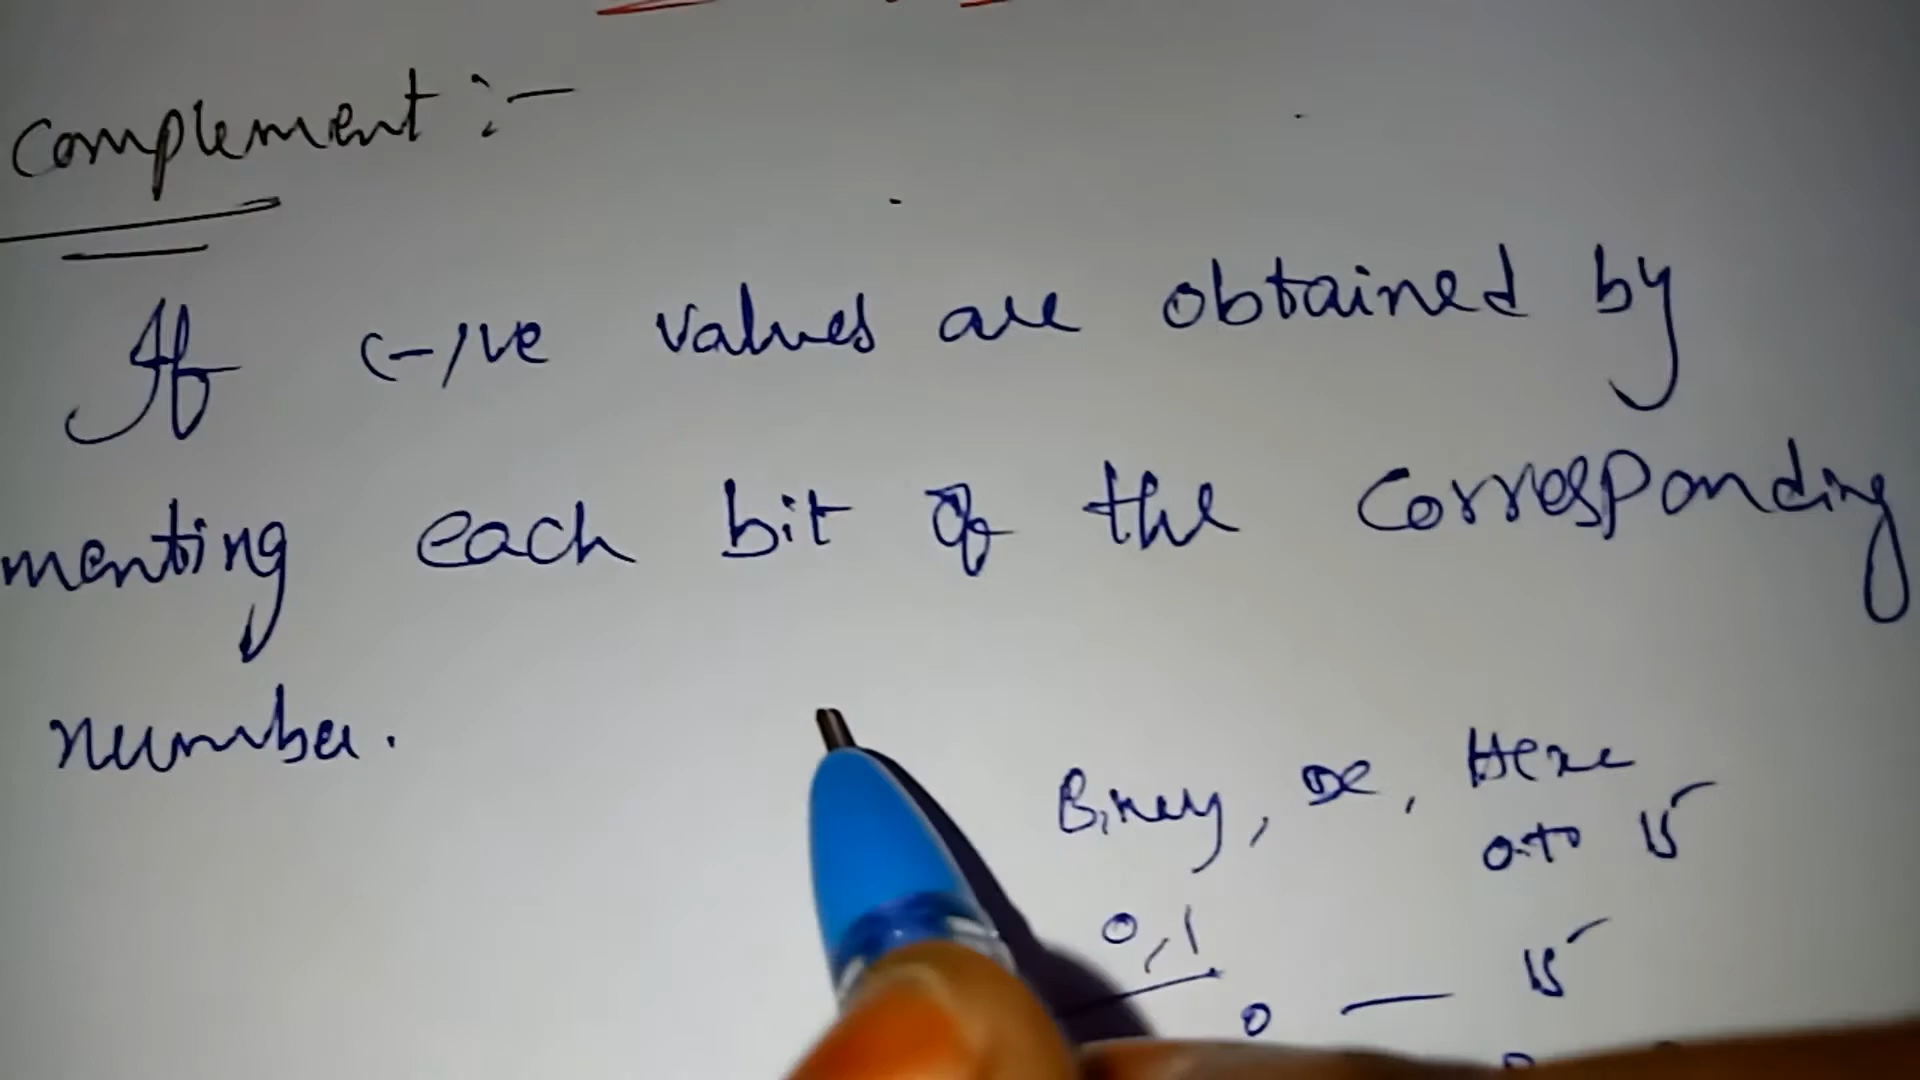 Complement :-
If (-)ve values are obtained by
menting each bit of the corresponding
number.
Binary, De, Hexe
0 to 15
0,1
15
0 —